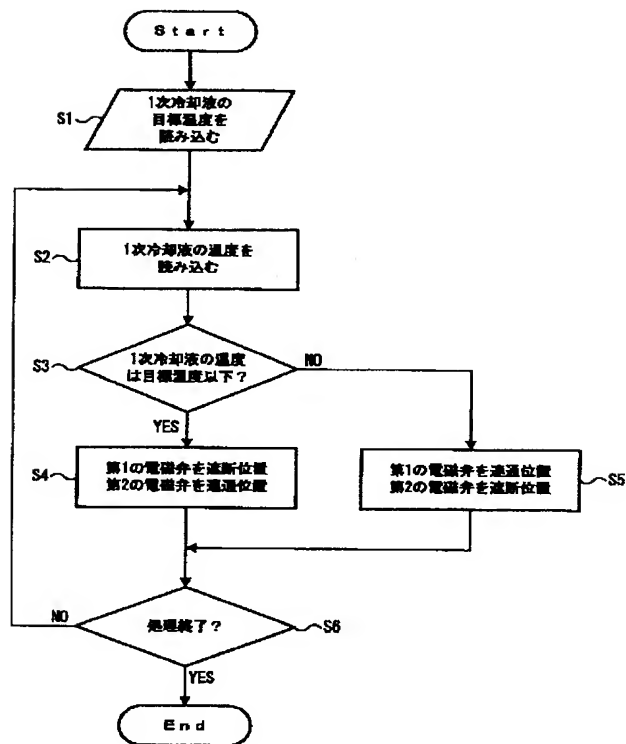 Start
S1
1次冷却液の
目標温度を
読み込む
S2
1次冷却液の温度を
読み込む
S3
1次冷却液の温度
は目標温度以下?
NO
YES
S4
第1の電磁弁を遮断位置
第2の電磁弁を連通位置
第1の電磁弁を連通位置
第2の電磁弁を遮断位置
S5
NO
処理終了?
S6
YES
End